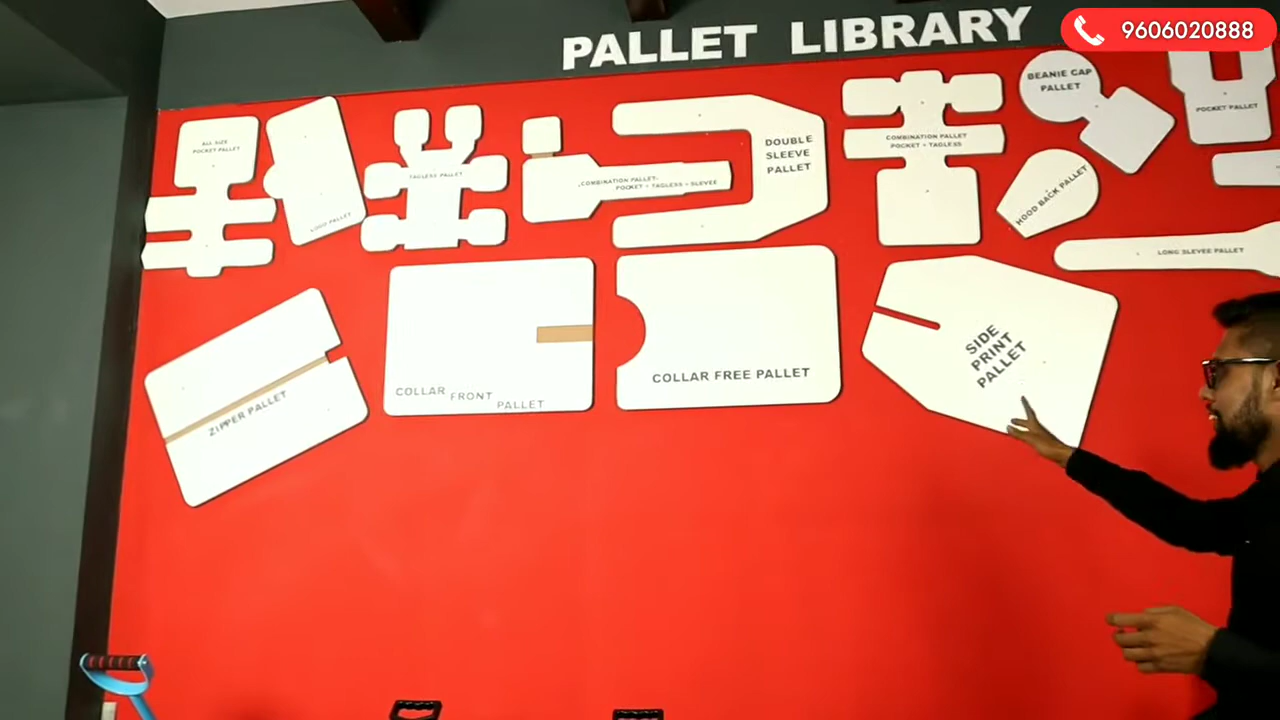 PALLET LIBRARY
9606020888
ALL SIZE
POCKET PALLET
LOGO PALLET
TAGLESS PALLET
COMBINATION PALLET-
POCKET + TAGLESS + SLEVEE
DOUBLE
SLEEVE
PALLET
COMBINATION PALLET
POCKET + TAGLESS
BEANIE CAP
PALLET
POCKET PALLET
HOOD BACK PALLET
LONG SLEVEE PALLET
ZIPPER PALLET
COLLAR FRONT PALLET
COLLAR FREE PALLET
SIDE
PRINT
PALLET